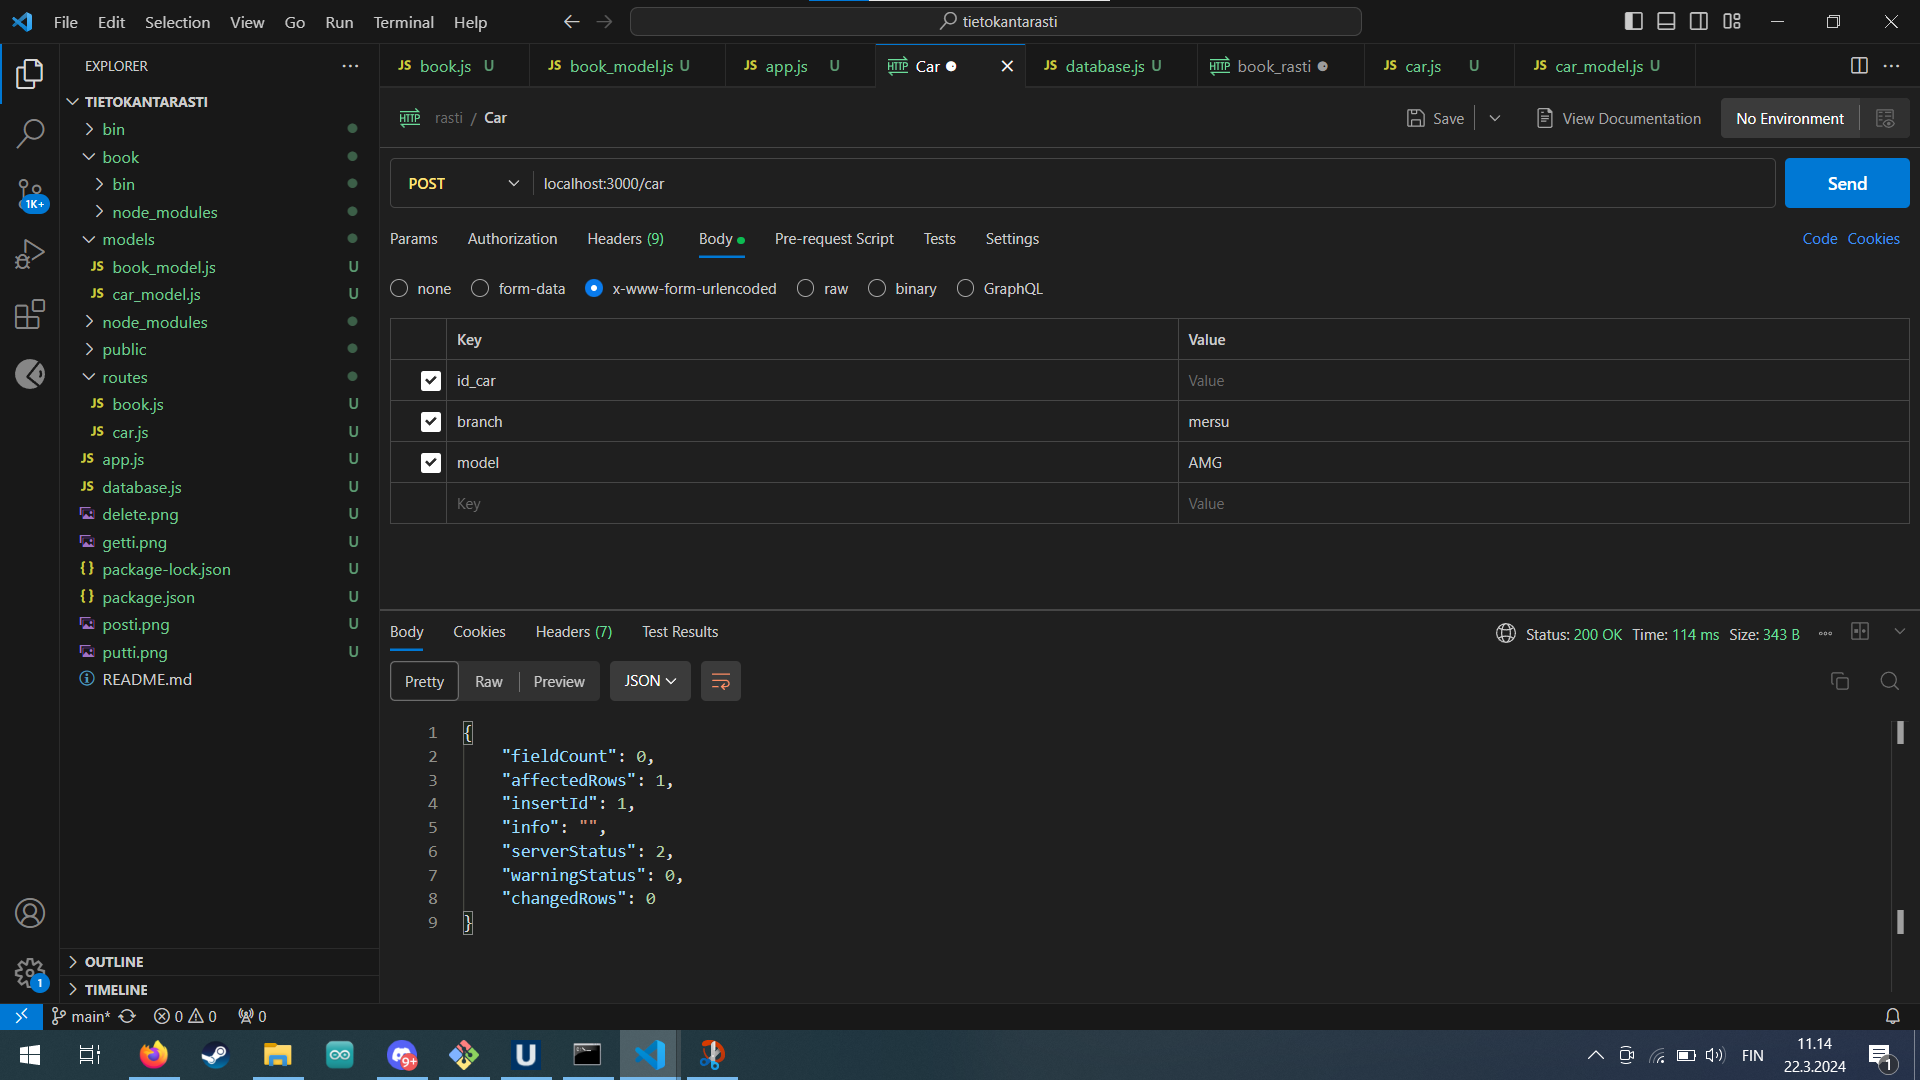 File Edit Selection View Go Run Terminal Help
tietokantarasti
EXPLORER
TIETOKANTARASTI
bin
book
bin
node_modules
models
book_model.js U
car_model.js U
node_modules
public
routes
book.js U
car.js U
app.js U
database.js U
delete.png U
getti.png U
package-lock.json U
package.json U
posti.png U
putti.png U
README.md
OUTLINE
TIMELINE
1K+
1
JS book.js U
JS book_model.js U
JS app.js U
HTTP Car
JS database.js U
HTTP book_rasti
JS car.js U
JS car_model.js U
HTTP rasti / Car
Save
View Documentation
No Environment
POST localhost:3000/car
Send
Params Authorization Headers (9) Body Pre-request Script Tests Settings
Code Cookies
none form-data x-www-form-urlencoded raw binary GraphQL
Key Value
id_car Value
branch mersu
model AMG
Key Value
Body Cookies Headers (7) Test Results
Status: 200 OK Time: 114 ms Size: 343 B
Pretty Raw Preview JSON
1 {
2 "fieldCount": 0,
3 "affectedRows": 1,
4 "insertId": 1,
5 "info": "",
6 "serverStatus": 2,
7 "warningStatus": 0,
8 "changedRows": 0
9 }
main* 0 0 0
9+
FIN
11.14
22.3.2024
1